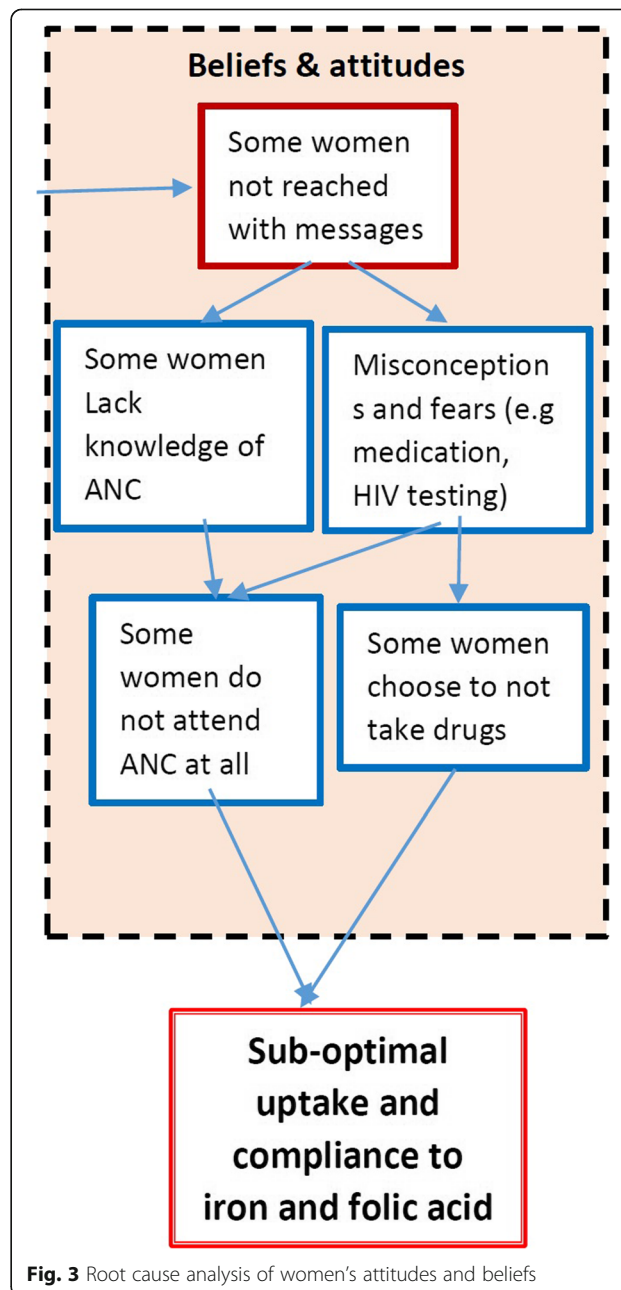 Beliefs & attitudes
Some women
not reached
with messages
Some women
Lack
knowledge of
ANC
Misconception
s and fears (e.g
medication,
HIV testing)
Some
women do
not attend
ANC at all
Some women
choose to not
take drugs
Sub-optimal
uptake and
compliance to
iron and folic acid
Fig. 3 Root cause analysis of women's attitudes and beliefs